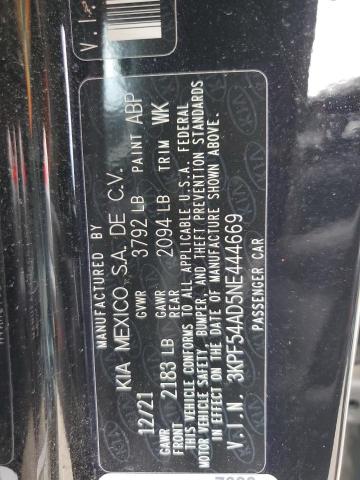 MANUFACTURED BY
KIA MEXICO S.A. DE C.V.
12/21 GVWR 3792 LB PAINT ABP
GAWR FRONT 2183 LB GAWR REAR 2094 LB TRIM WK
THIS VEHICLE CONFORMS TO ALL APPLICABLE U.S.A. FEDERAL
MOTOR VEHICLE SAFETY, BUMPER, AND THEFT PREVENTION STANDARDS
IN EFFECT ON THE DATE OF MANUFACTURE SHOWN ABOVE.
V.I.N. 3KPF54AD5NE444669
PASSENGER CAR